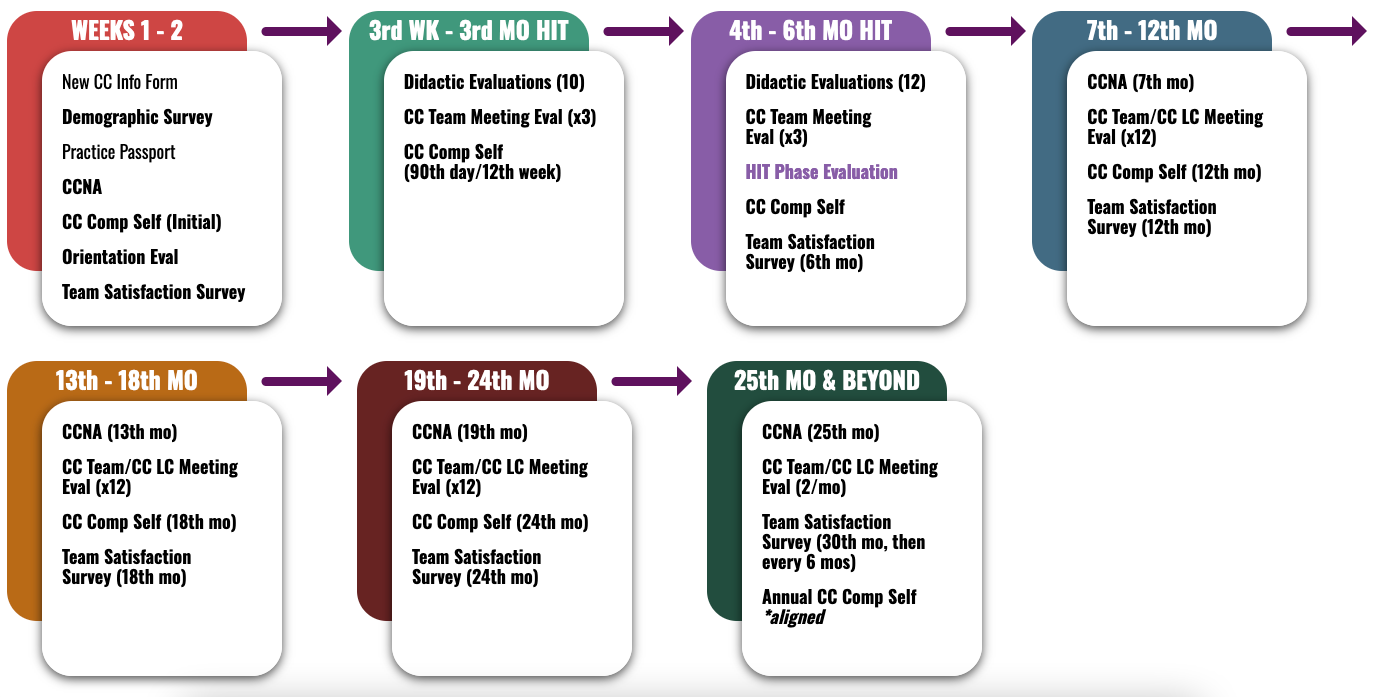 WEEKS 1 - 2
New CC Info Form
Demographic Survey
Practice Passport
CCNA
CC Comp Self (Initial)
Orientation Eval
Team Satisfaction Survey
3rd WK - 3rd MO HIT
Didactic Evaluations (10)
CC Team Meeting Eval (x3)
CC Comp Self
(90th day/12th week)
4th - 6th MO HIT
Didactic Evaluations (12)
CC Team Meeting
Eval (x3)
HIT Phase Evaluation
CC Comp Self
Team Satisfaction
Survey (6th mo)
7th - 12th MO
CCNA (7th mo)
CC Team/CC LC Meeting
Eval (x12)
CC Comp Self (12th mo)
Team Satisfaction
Survey (12th mo)
13th - 18th MO
CCNA (13th mo)
CC Team/CC LC Meeting
Eval (x12)
CC Comp Self (18th mo)
Team Satisfaction
Survey (18th mo)
19th - 24th MO
CCNA (19th mo)
CC Team/CC LC Meeting
Eval (x12)
CC Comp Self (24th mo)
Team Satisfaction
Survey (24th mo)
25th MO & BEYOND
CCNA (25th mo)
CC Team/CC LC Meeting
Eval (2/mo)
Team Satisfaction
Survey (30th mo, then
every 6 mos)
Annual CC Comp Self
*aligned